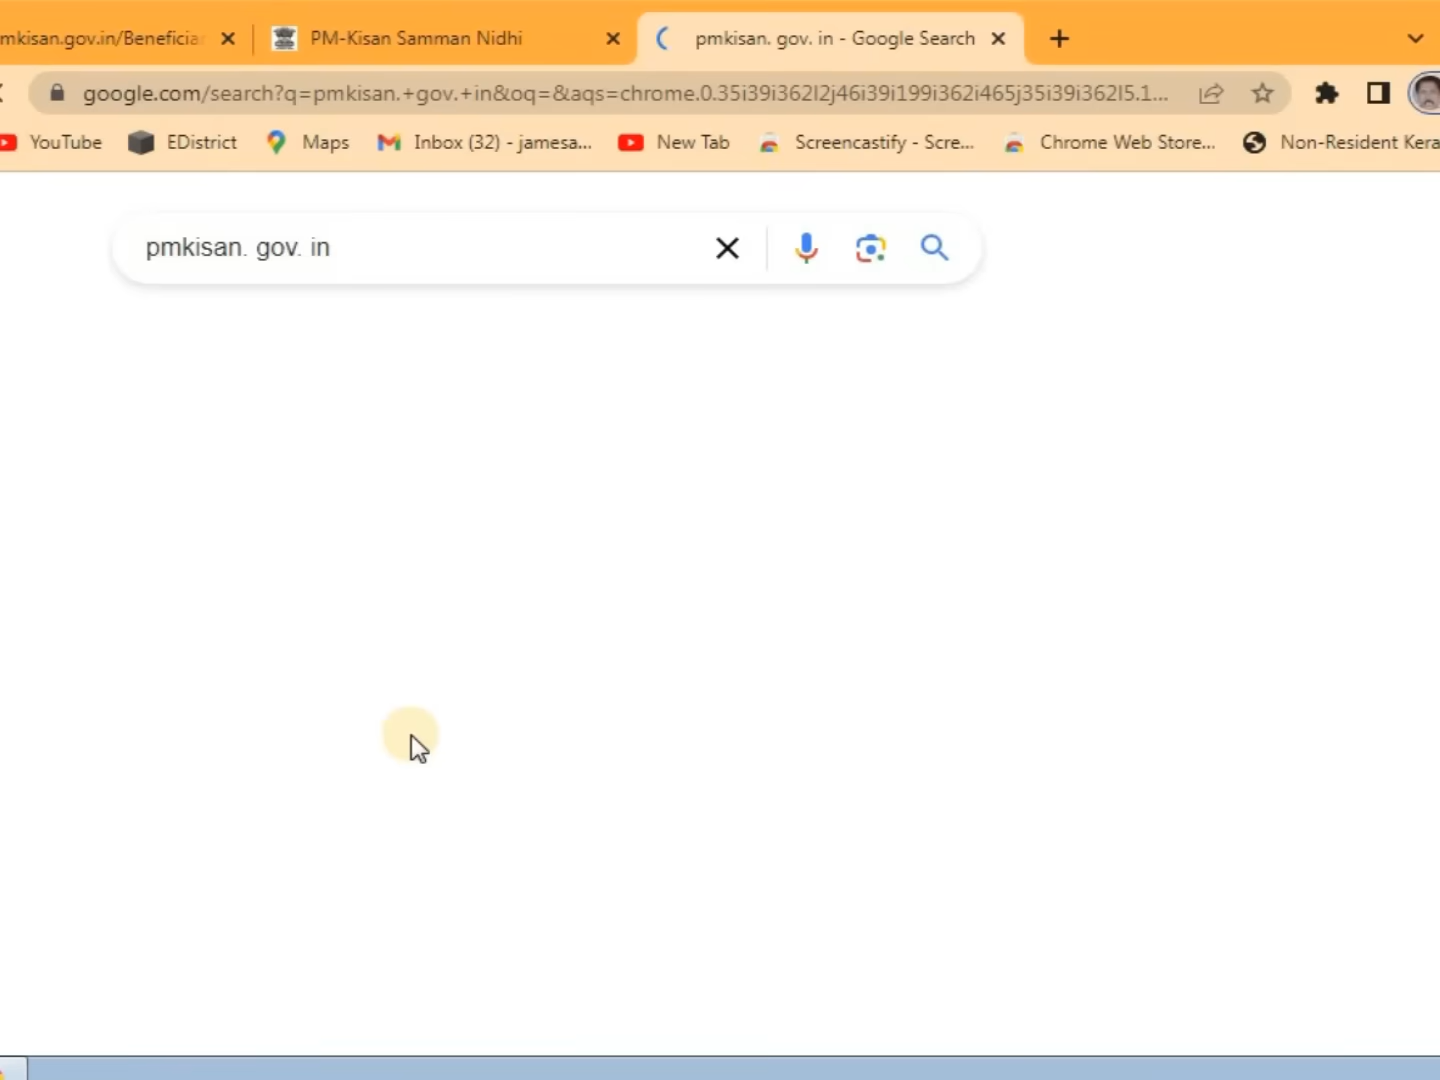 mkisan.gov.in/Beneficia
PM-Kisan Samman Nidhi
pmkisan. gov. in - Google Search
google.com/search?q=pmkisan.+gov.+in&oq=&aqs=chrome.0.35i39i362l2j46i39i199i362i465j35i39i362l5.1...
YouTube
EDistrict
Maps
Inbox (32) - jamesa...
New Tab
Screencastify - Scre...
Chrome Web Store...
Non-Resident Kera
pmkisan. gov. in